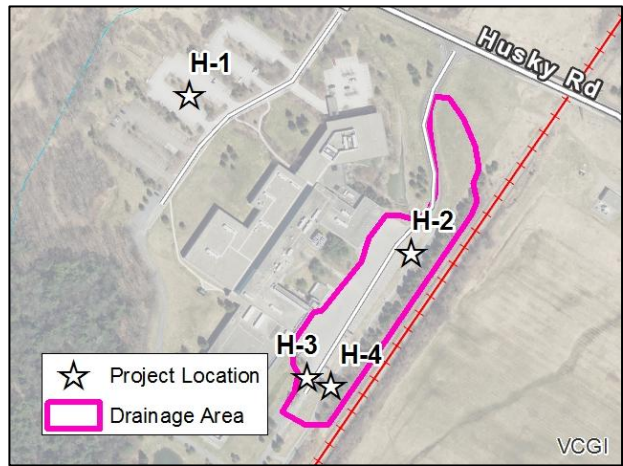 Husky Rd
H-1
H-2
H-3
H-4
Project Location
Drainage Area
VCGI